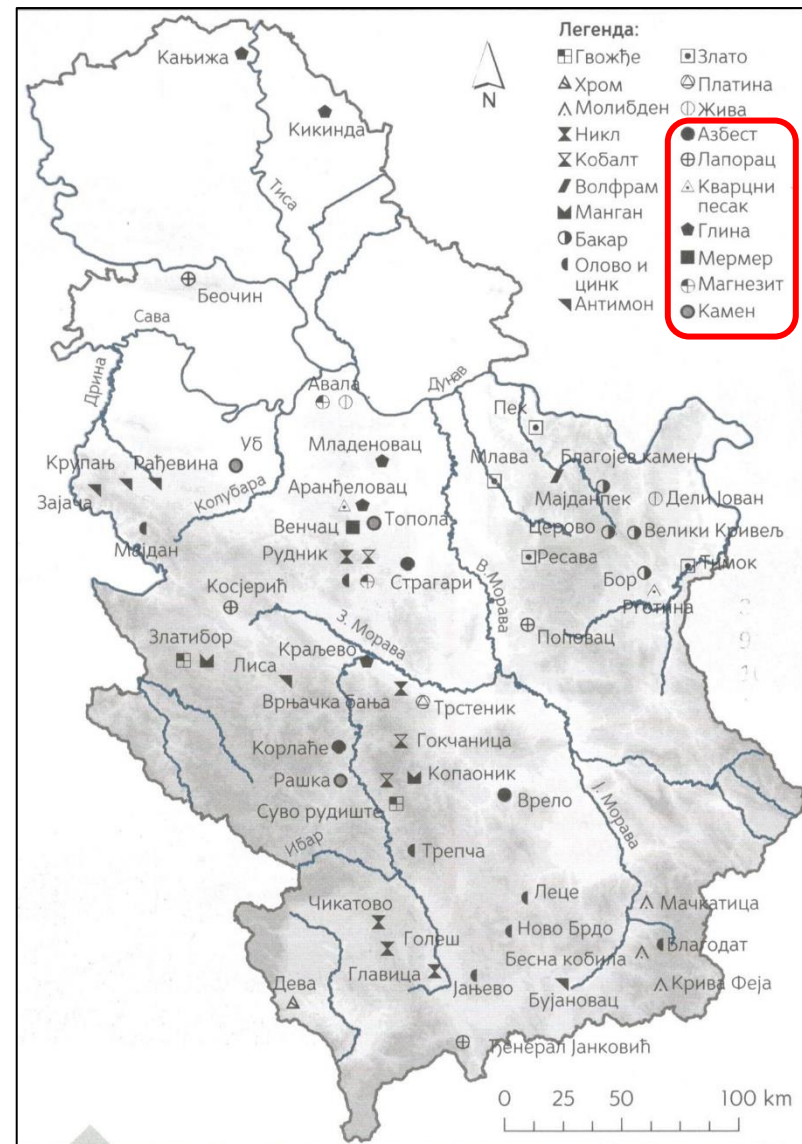 Легенда:
Гвожђе
Хром
Молибден
Никл
Кобалт
Волфрам
Манган
Бакар
Олово и
цинк
Антимон
Злато
Платина
Жива
Азбест
Лапорац
Кварцни
песак
Глина
Мермер
Магнезит
Камен
N
Кањижа
Кикинда
Тиса
Беочин
Сава
Дрина
Авала
Дунав
Пек
Уб
Младеновац
Млава
Благојев камен
Крупањ
Рађевина
Колубара
Аранђеловац
Мајданпек
Дели Јован
Зајача
Венчац
Топола
Церово
Велики Кривељ
Мајдан
Рудник
Страгари
В. Морава
Ресава
Бор
Тимок
Косјерић
Рготина
З. Морава
Поповац
Златибор
Лиса
Краљево
Врњачка бања
Трстеник
Гокчаница
Корлаће
Рашка
Копаоник
Суво рудиште
Врело
Ј. Морава
Ибар
Трепча
Леце
Мачкатица
Чикатово
Ново Брдо
Голеш
Бесна кобила
Благодат
Главица
Дева
Јањево
Бујановац
Крива Феја
Ђенерал Јанковић
0 25 50 100 km